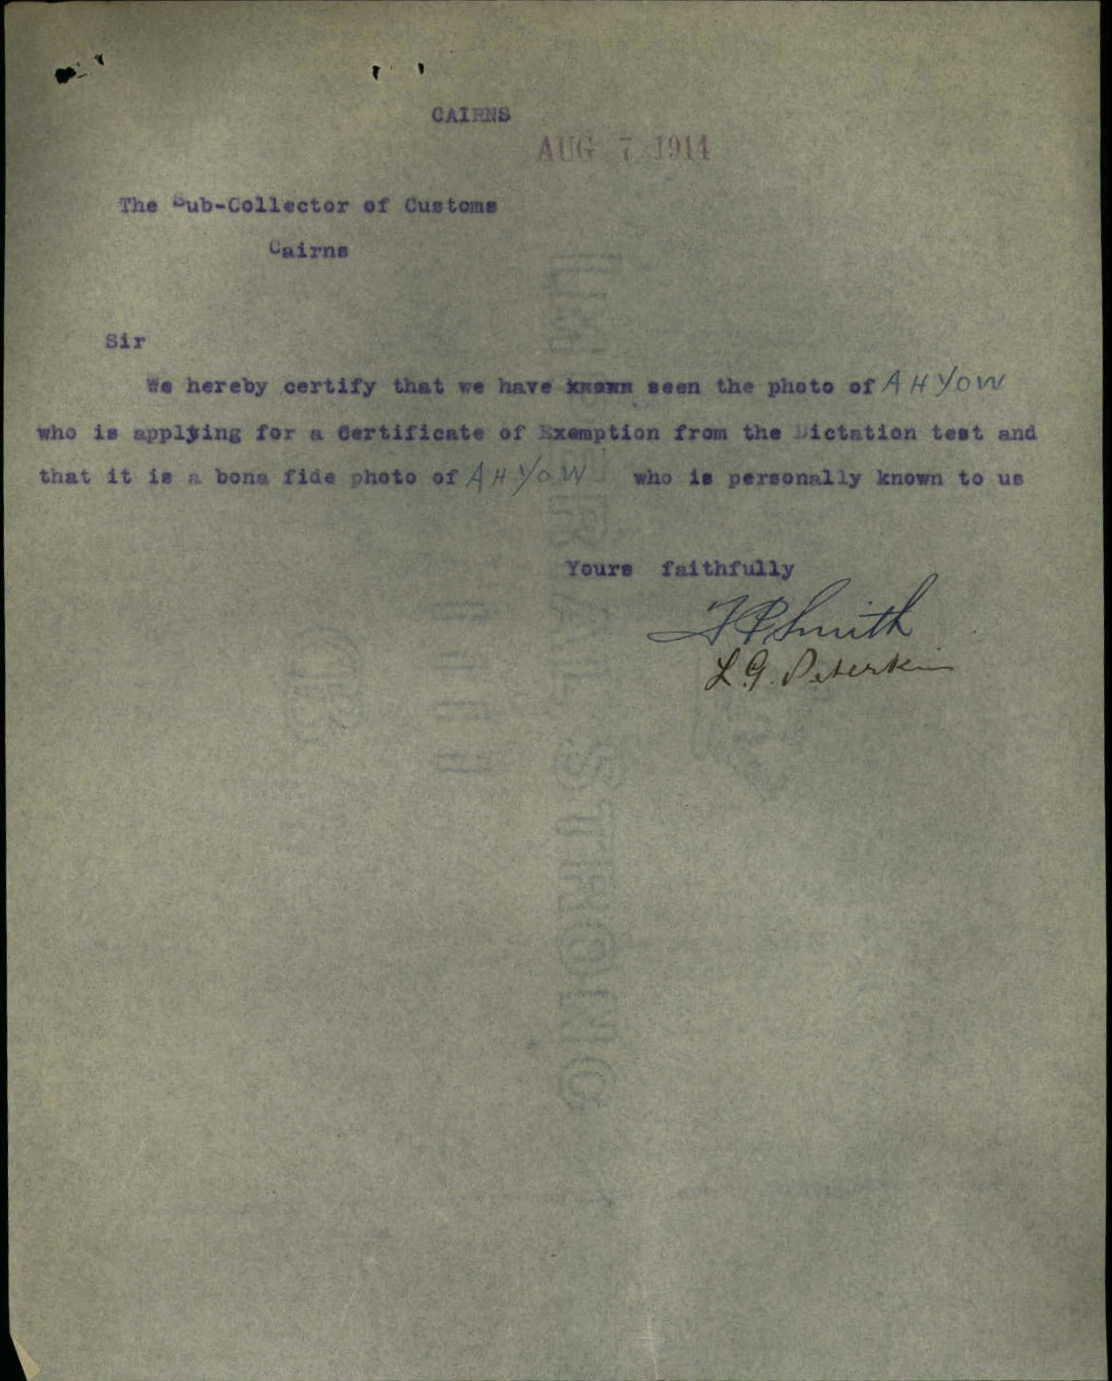 CAIRNS
AUG 7 1914
The Sub-Collector of Customs
Cairns
Sir
We hereby certify that we have known seen the photo of AH YOW
who is applying for a Certificate of Exemption from the Dictation test and
that it is a bona fide photo of AH YOW who is personally known to us
Yours faithfully
F P Smith
L.G. Peterkin